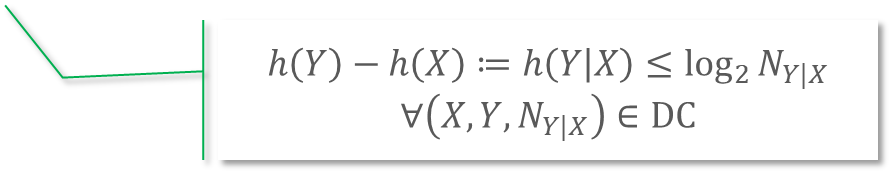 h(Y) − h(X) ≔ h(Y|X) ≤ log₂ N_{Y|X}
∀(X, Y, N_{Y|X}) ∈ DC